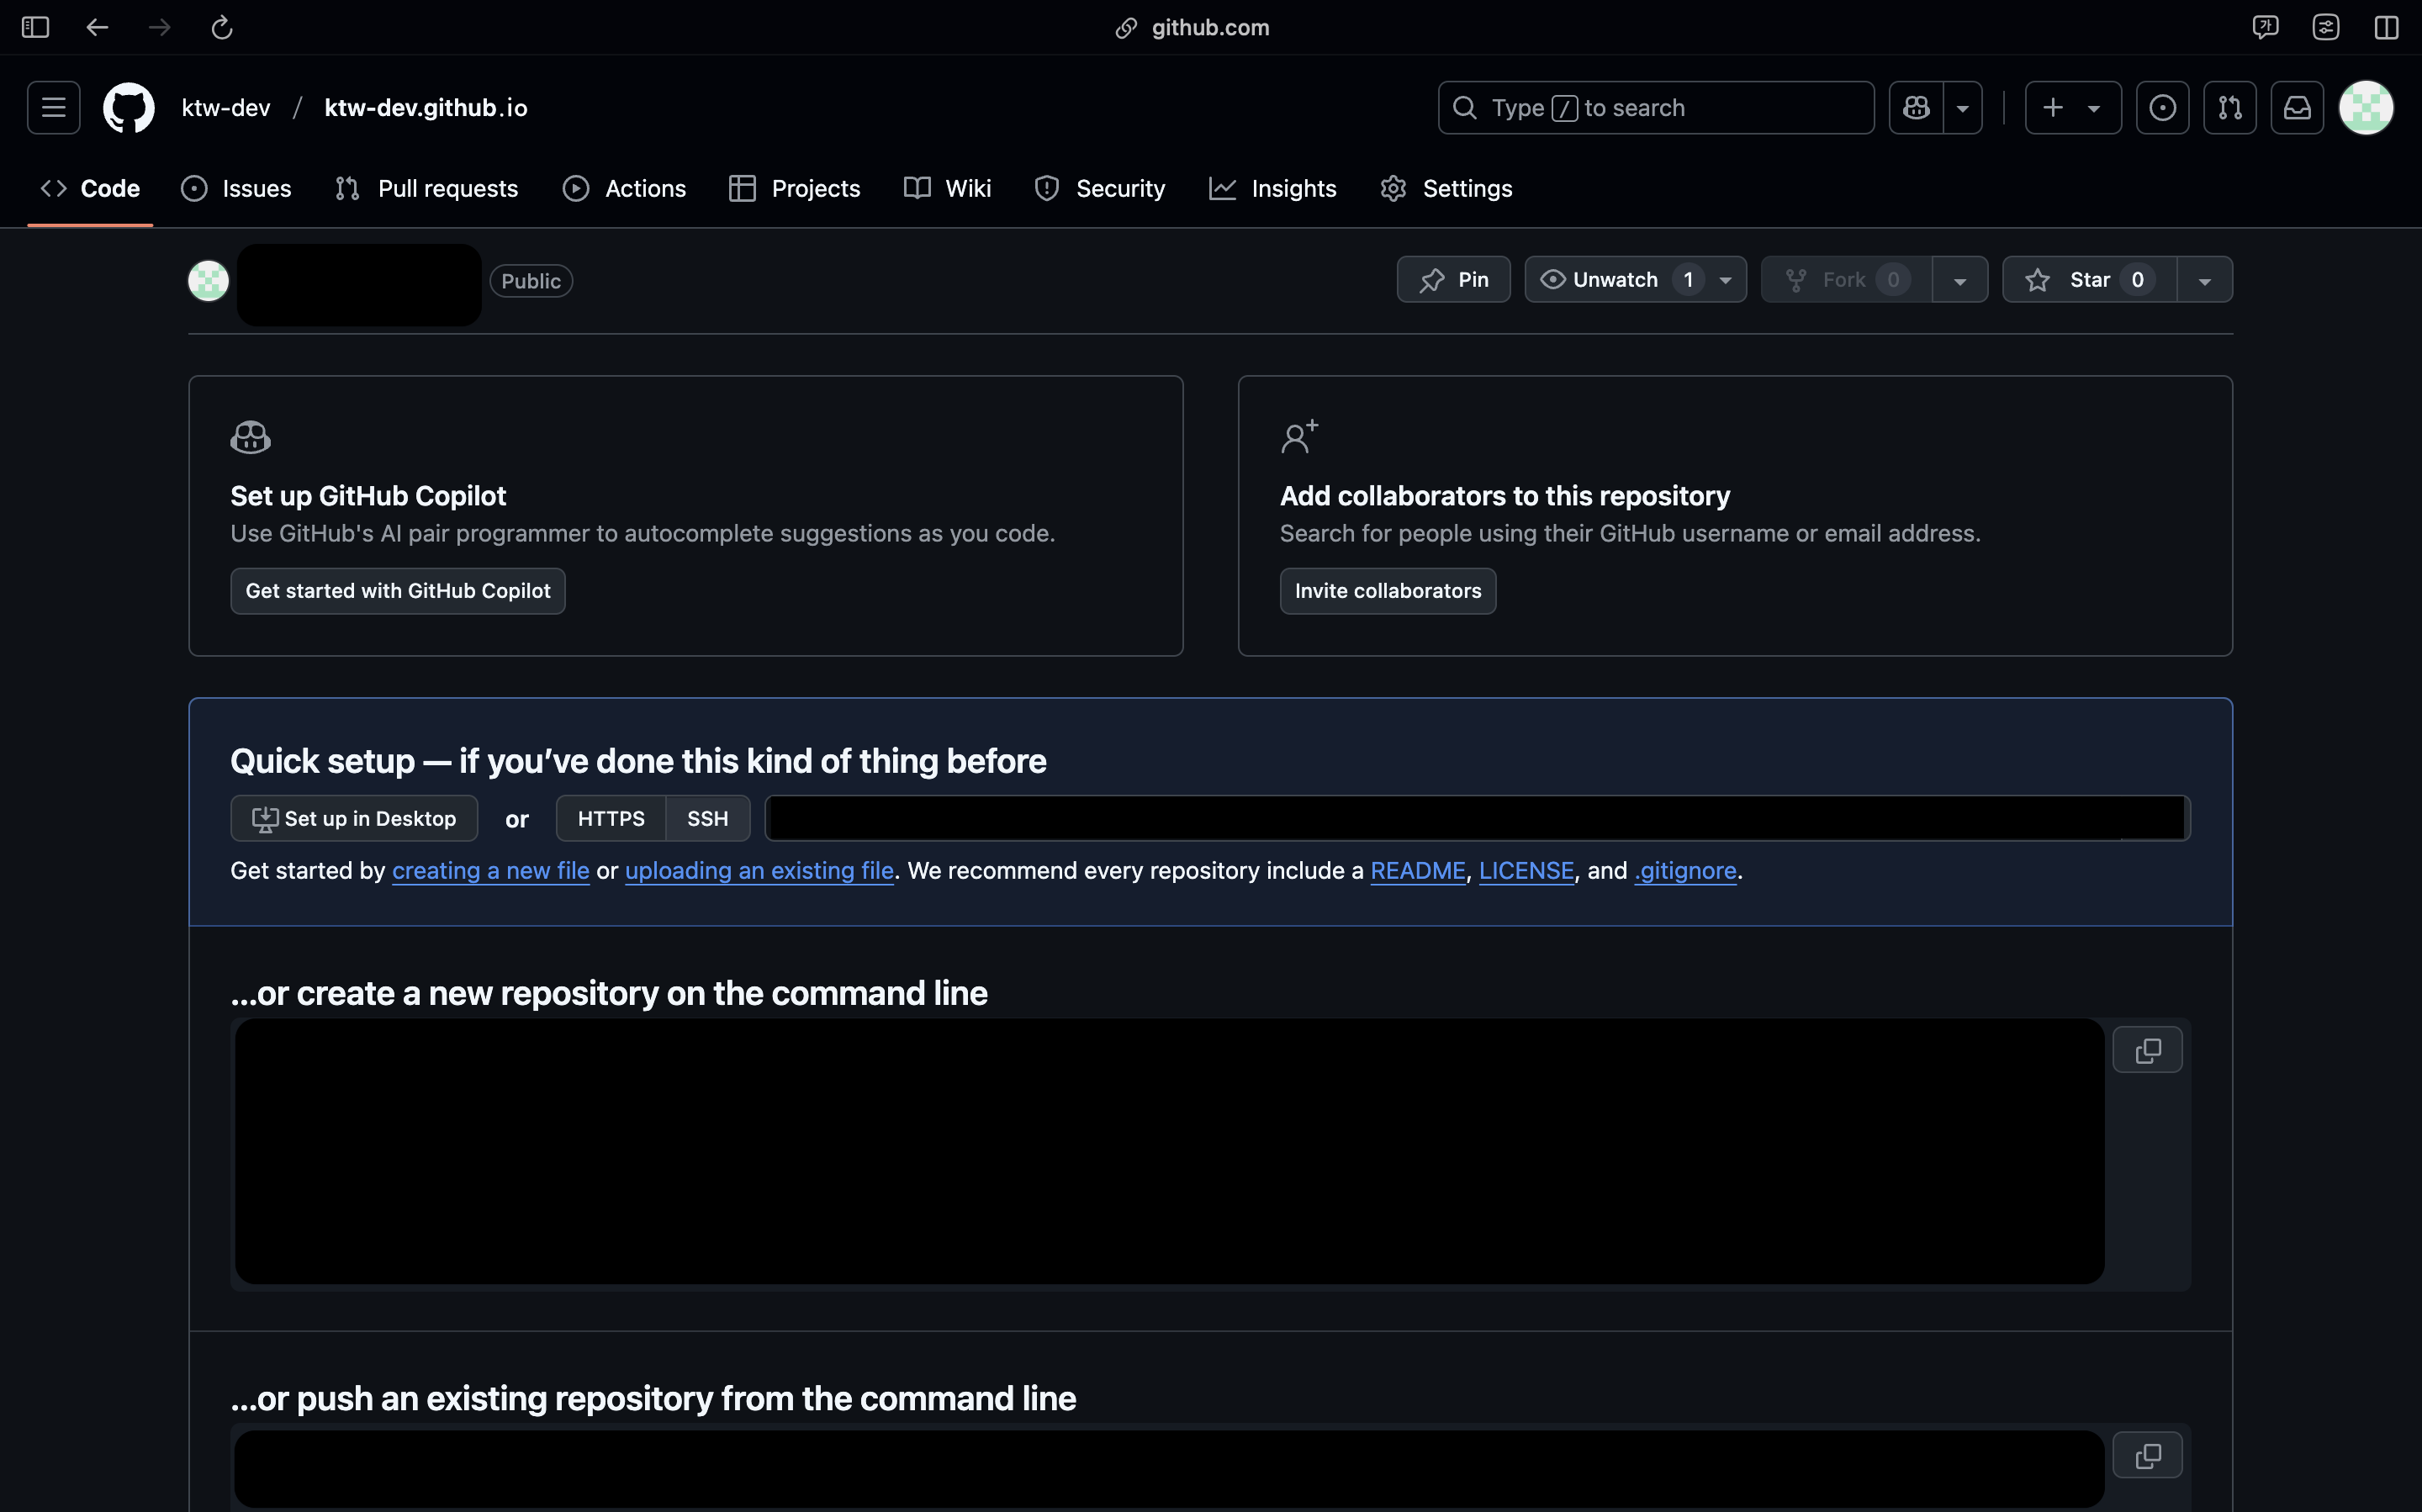 github.com
ktw-dev / ktw-dev.github.io
Type / to search
Code Issues Pull requests Actions Projects Wiki Security Insights Settings
Public Pin Unwatch 1 Fork 0 Star 0
Set up GitHub Copilot
Use GitHub's AI pair programmer to autocomplete suggestions as you code.
Get started with GitHub Copilot
Add collaborators to this repository
Search for people using their GitHub username or email address.
Invite collaborators
Quick setup — if you’ve done this kind of thing before
Set up in Desktop or HTTPS SSH
Get started by creating a new file or uploading an existing file. We recommend every repository include a README, LICENSE, and .gitignore.
…or create a new repository on the command line
…or push an existing repository from the command line